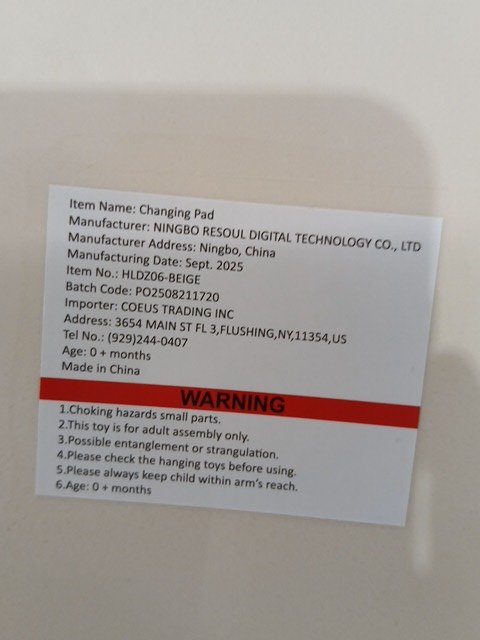 Item Name: Changing Pad
Manufacturer: NINGBO RESOUL DIGITAL TECHNOLOGY CO., LTD
Manufacturer Address: Ningbo, China
Manufacturing Date: Sept. 2025
Item No.: HLDZ06-BEIGE
Batch Code: PO2508211720
Importer: COEUS TRADING INC
Address: 3654 MAIN ST FL 3,FLUSHING,NY,11354,US
Tel No.: (929)244-0407
Age: 0 + months
Made in China
WARNING
1.Choking hazards small parts.
2.This toy is for adult assembly only.
3.Possible entanglement or strangulation.
4.Please check the hanging toys before using.
5.Please always keep child within arm's reach.
6.Age: 0 + months